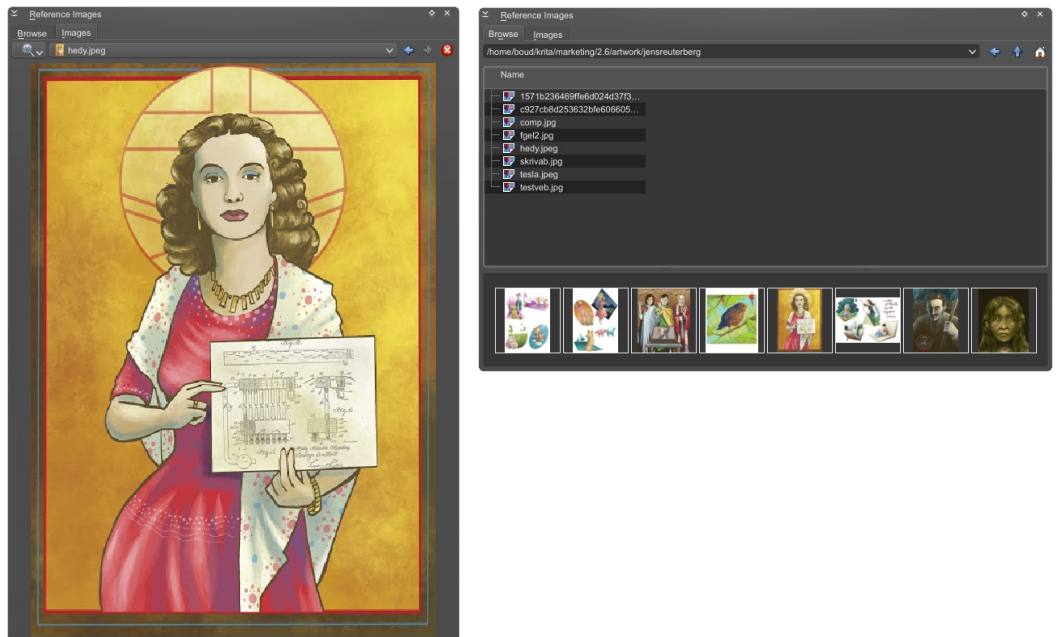 Reference Images
Browse Images
hedy.jpeg
Reference Images
Browse Images
/home/boud/krita/marketing/2.6/artwork/jensreuterberg
Name
1571b236469ffe6d024d37f3...
c927cb8d253632bfe606605...
comp.jpg
fgel2.jpg
hedy.jpeg
skrivab.jpg
tesla.jpeg
testveb.jpg